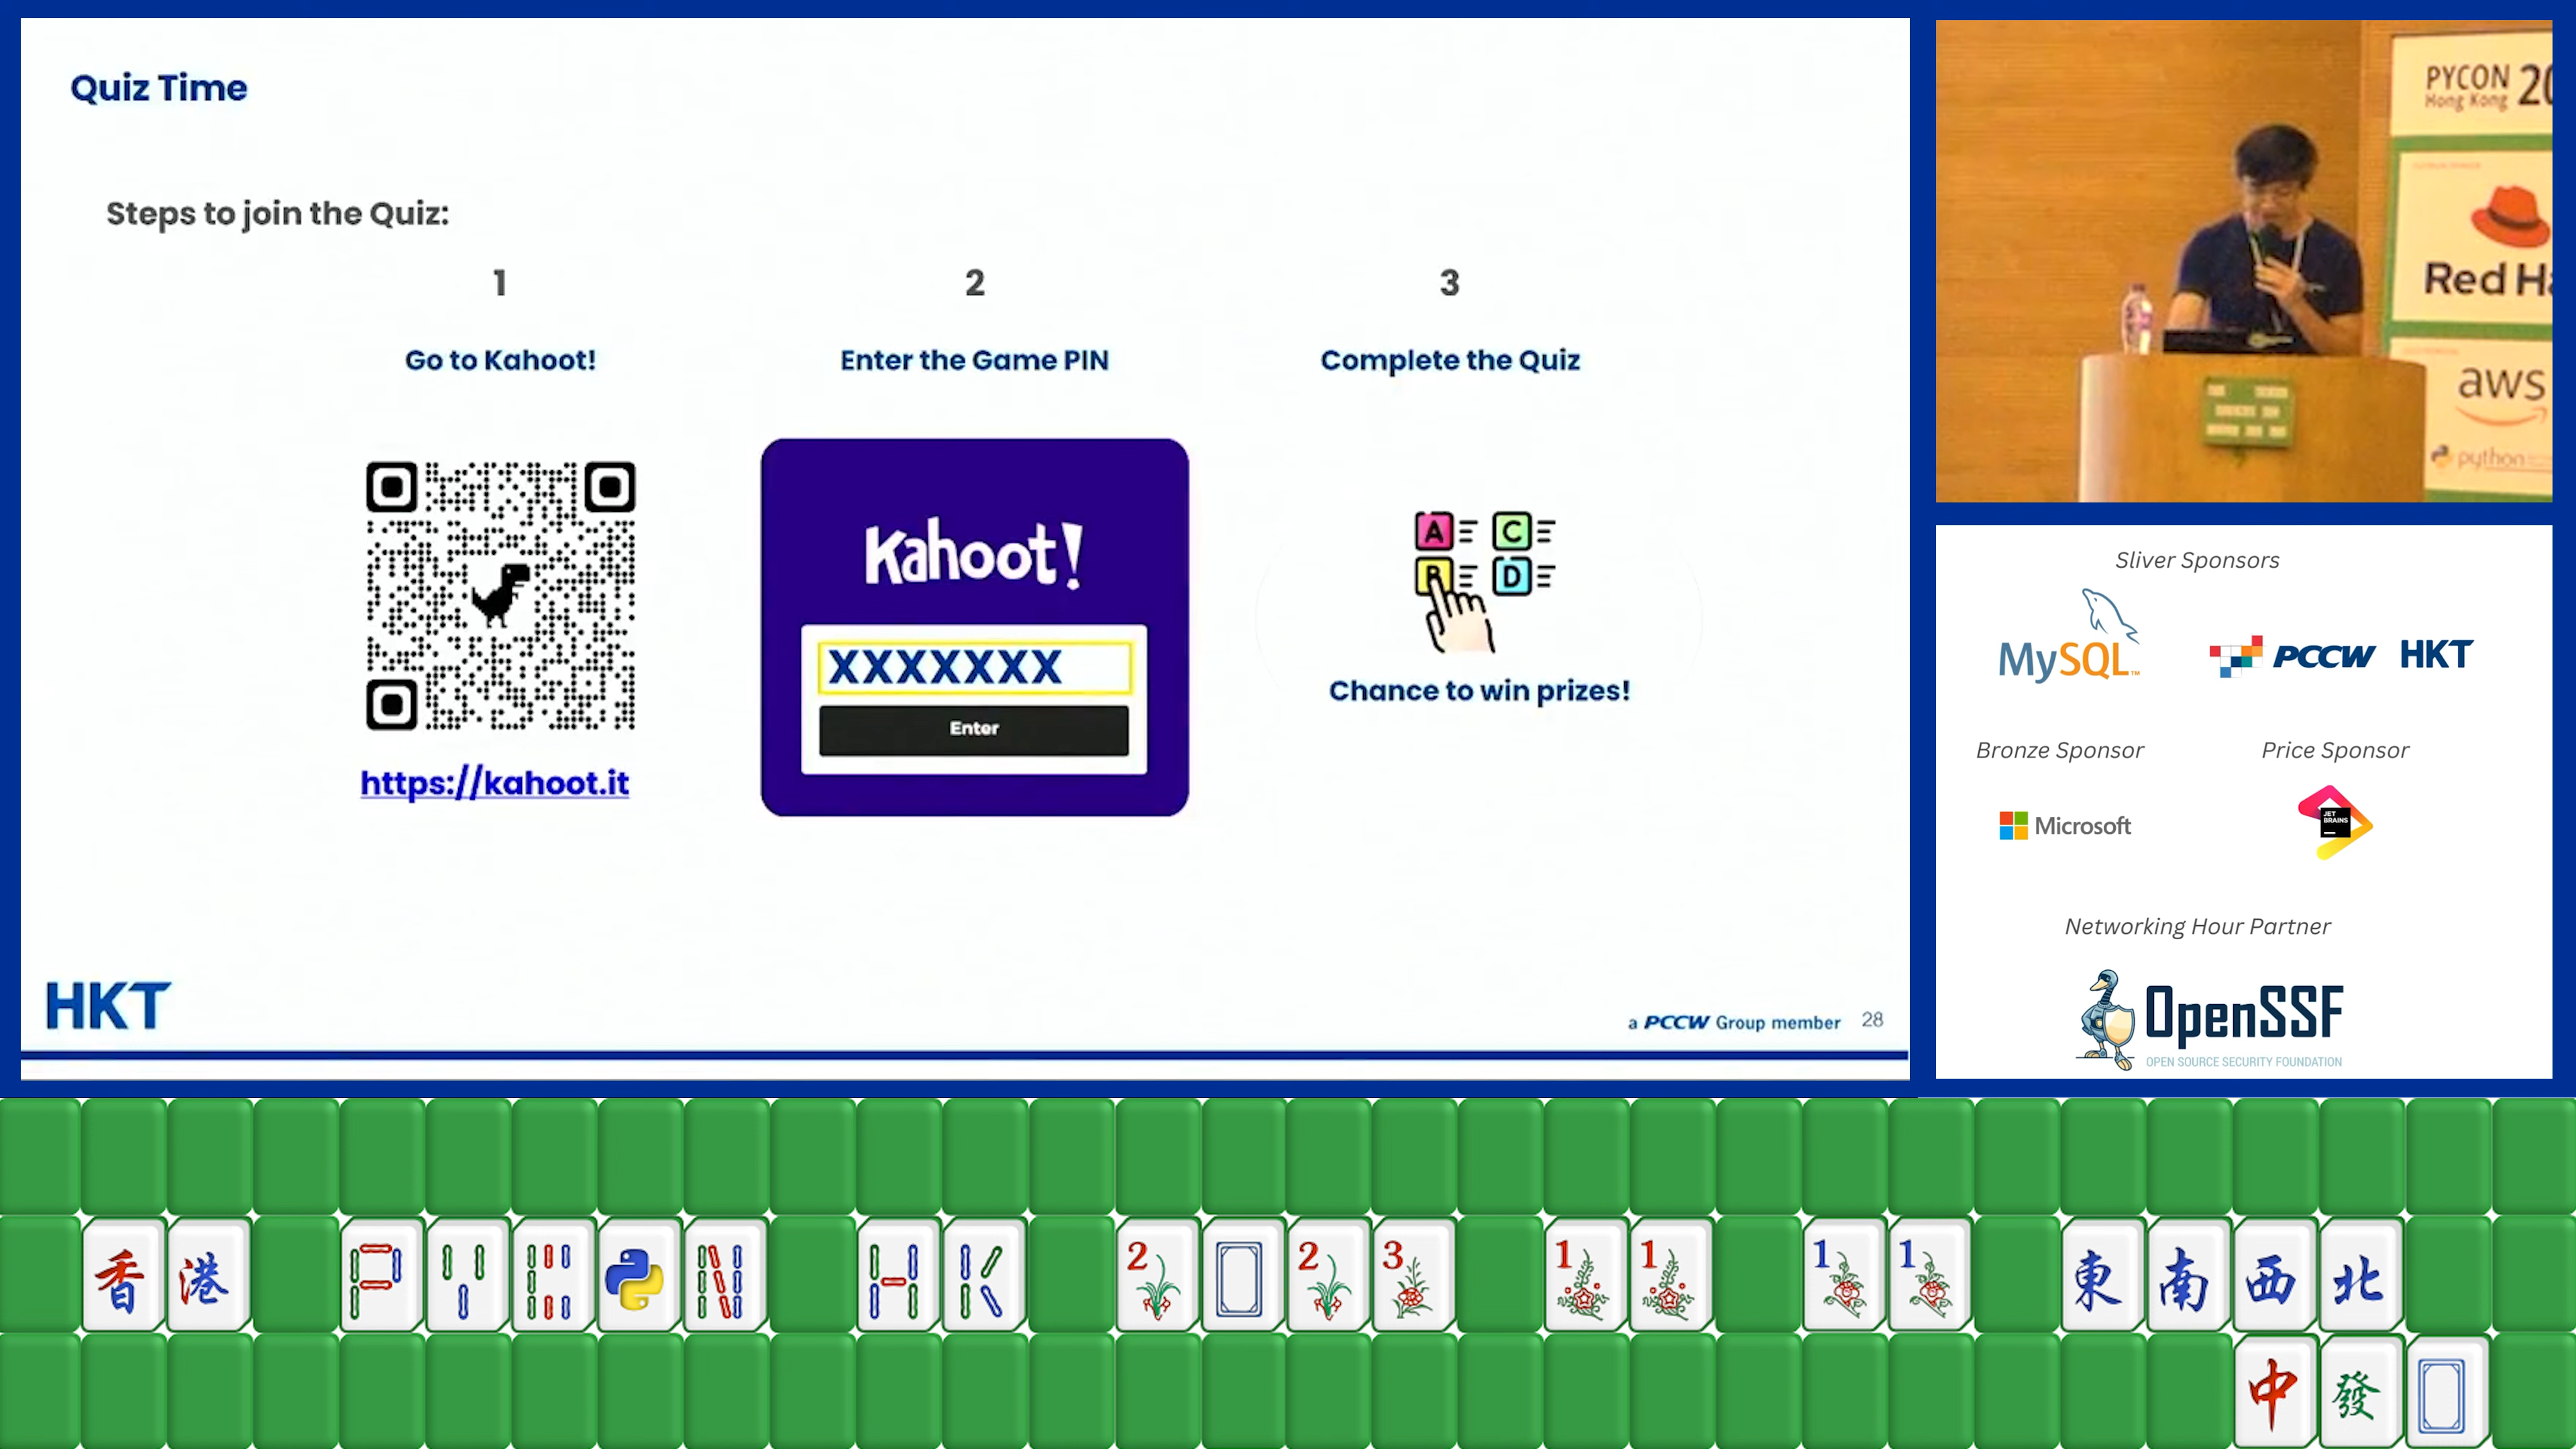 Quiz Time
Steps to join the Quiz:
1
Go to Kahoot!
https://kahoot.it
2
Enter the Game PIN
Kahoot!
XXXXXXX
Enter
3
Complete the Quiz
A
C
B
D
Chance to win prizes!
HKT
a PCCW Group member 28
PYCON
Hong Kong
20
Red Ha
aws
python
Sliver Sponsors
MySQL™
PCCW HKT
Bronze Sponsor
Price Sponsor
Microsoft
JET
BRAINS
Networking Hour Partner
OpenSSF
OPEN SOURCE SECURITY FOUNDATION
香 港 P Y C N H K 2 2 3 1 1 1 1 東 南 西 北
中 發